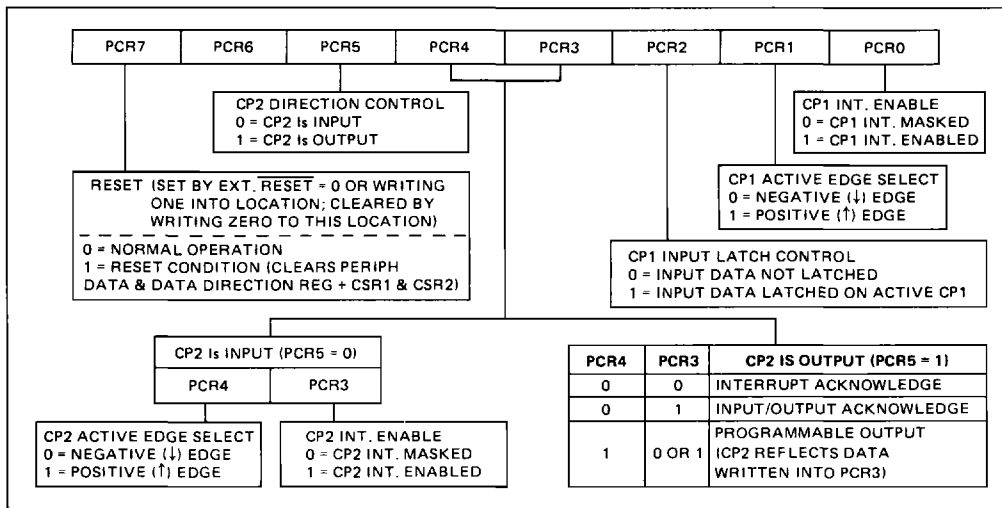 PCR7 PCR6 PCR5 PCR4 PCR3 PCR2 PCR1 PCR0
CP2 DIRECTION CONTROL
0 = CP2 Is INPUT
1 = CP2 Is OUTPUT
CP1 INT. ENABLE
0 = CP1 INT. MASKED
1 = CP1 INT. ENABLED
RESET (SET BY EXT. RESET = 0 OR WRITING
ONE INTO LOCATION; CLEARED BY
WRITING ZERO TO THIS LOCATION)
0 = NORMAL OPERATION
1 = RESET CONDITION (CLEARS PERIPH
DATA & DATA DIRECTION REG + CSR1 & CSR2)
CP1 ACTIVE EDGE SELECT
0 = NEGATIVE (↓) EDGE
1 = POSITIVE (↑) EDGE
CP1 INPUT LATCH CONTROL
0 = INPUT DATA NOT LATCHED
1 = INPUT DATA LATCHED ON ACTIVE CP1
CP2 Is INPUT (PCR5 = 0)
PCR4 PCR3
CP2 ACTIVE EDGE SELECT
0 = NEGATIVE (↓) EDGE
1 = POSITIVE (↑) EDGE
CP2 INT. ENABLE
0 = CP2 INT. MASKED
1 = CP2 INT. ENABLED
PCR4 PCR3 CP2 IS OUTPUT (PCR5 = 1)
0 0 INTERRUPT ACKNOWLEDGE
0 1 INPUT/OUTPUT ACKNOWLEDGE
1 0 OR 1 PROGRAMMABLE OUTPUT
(CP2 REFLECTS DATA
WRITTEN INTO PCR3)